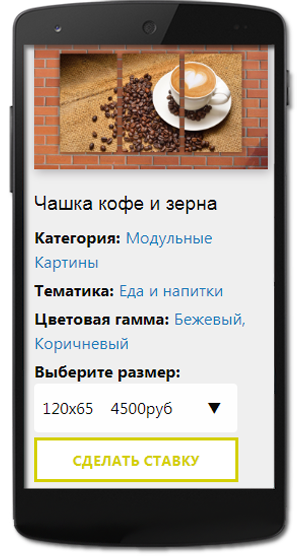 Чашка кофе и зерна
Категория: Модульные
Картины
Тематика: Еда и напитки
Цветовая гамма: Бежевый,
Коричневый
Выберите размер:
120x65 4500руб ▼
СДЕЛАТЬ СТАВКУ